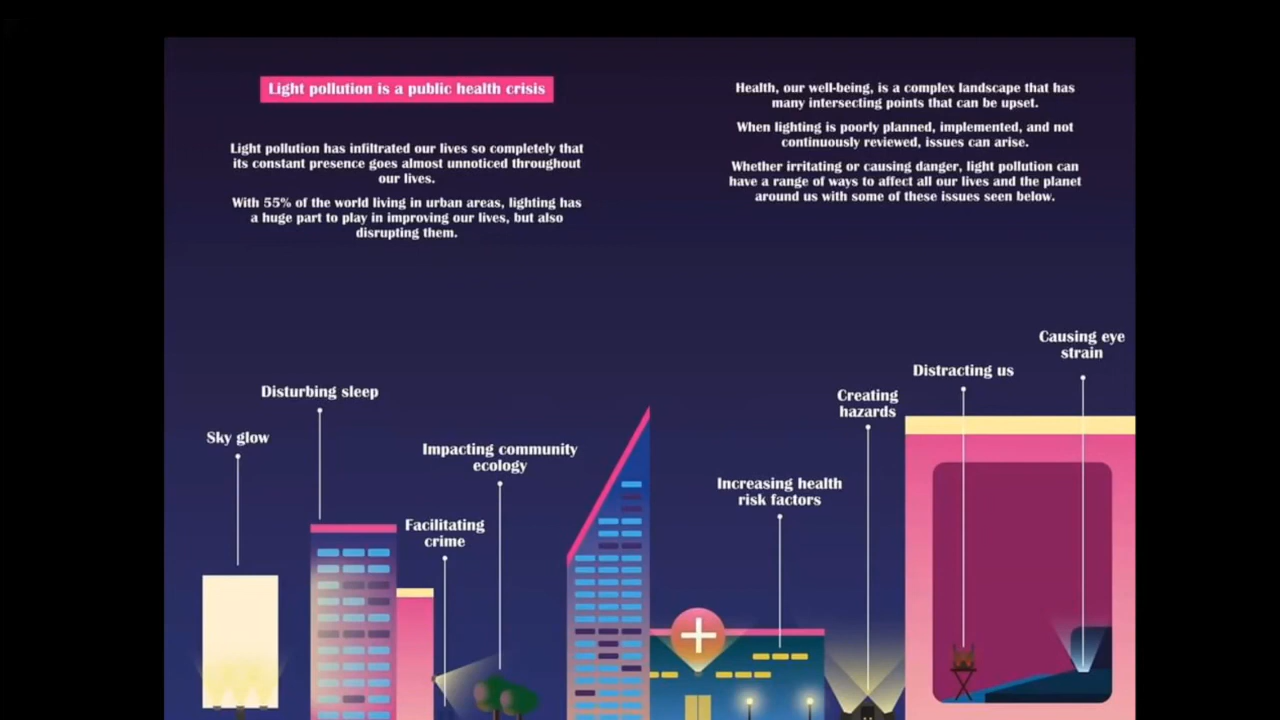 Light pollution is a public health crisis
Light pollution has infiltrated our lives so completely that
its constant presence goes almost unnoticed throughout
our lives.
With 55% of the world living in urban areas, lighting has
a huge part to play in improving our lives, but also
disrupting them.
Health, our well-being, is a complex landscape that has
many intersecting points that can be upset.
When lighting is poorly planned, implemented, and not
continuously reviewed, issues can arise.
Whether irritating or causing danger, light pollution can
have a range of ways to affect all our lives and the planet
around us with some of these issues seen below.
Sky glow
Disturbing sleep
Facilitating
crime
Impacting community
ecology
Increasing health
risk factors
Creating
hazards
Distracting us
Causing eye
strain